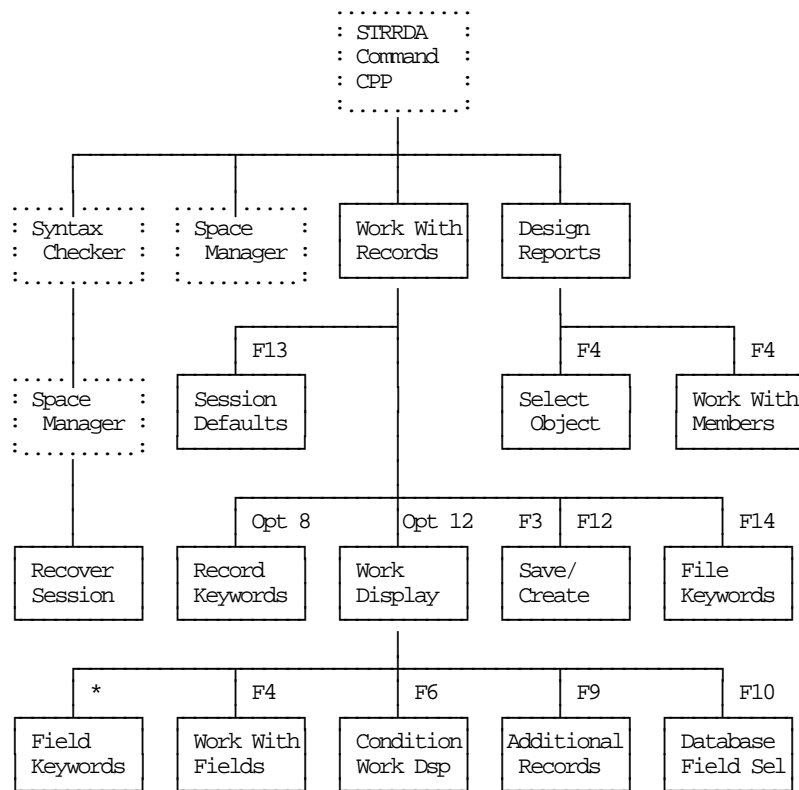 STRRDA
Command
CPP
Syntax
Checker
Space
Manager
Work With
Records
Design
Reports
F13
F4
F4
Space
Manager
Session
Defaults
Select
Object
Work With
Members
Opt 8
Opt 12
F3
F12
F14
Recover
Session
Record
Keywords
Work
Display
Save/
Create
File
Keywords
*
F4
F6
F9
F10
Field
Keywords
Work With
Fields
Condition
Work Dsp
Additional
Records
Database
Field Sel